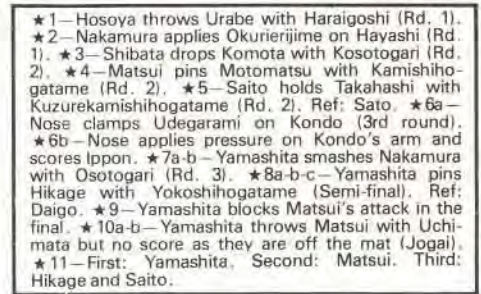 ★1—Hosoya throws Urabe with Haraigoshi (Rd. 1).
★2—Nakamura applies Okurierijime on Hayashi (Rd.
1). ★3—Shibata drops Komota with Kosotogari (Rd.
2). ★4—Matsui pins Motomatsu with Kamishiho-
gatame (Rd. 2). ★5—Saito holds Takahashi with
Kuzurekamishihogatame (Rd. 2). Ref: Sato. ★6a—
Nose clamps Udegarami on Kondo (3rd round).
★6b—Nose applies pressure on Kondo's arm and
scores Ippon. ★7a-b—Yamashita smashes Nakamura
with Osotogari (Rd. 3). ★8a-b-c—Yamashita pins
Hikage with Yokoshihogatame (Semi-final). Ref:
Daigo. ★9—Yamashita blocks Matsui's attack in the
final. ★10a-b—Yamashita throws Matsui with Uchi-
mata but no score as they are off the mat (Jogai).
★11—First: Yamashita. Second: Matsui. Third:
Hikage and Saito.